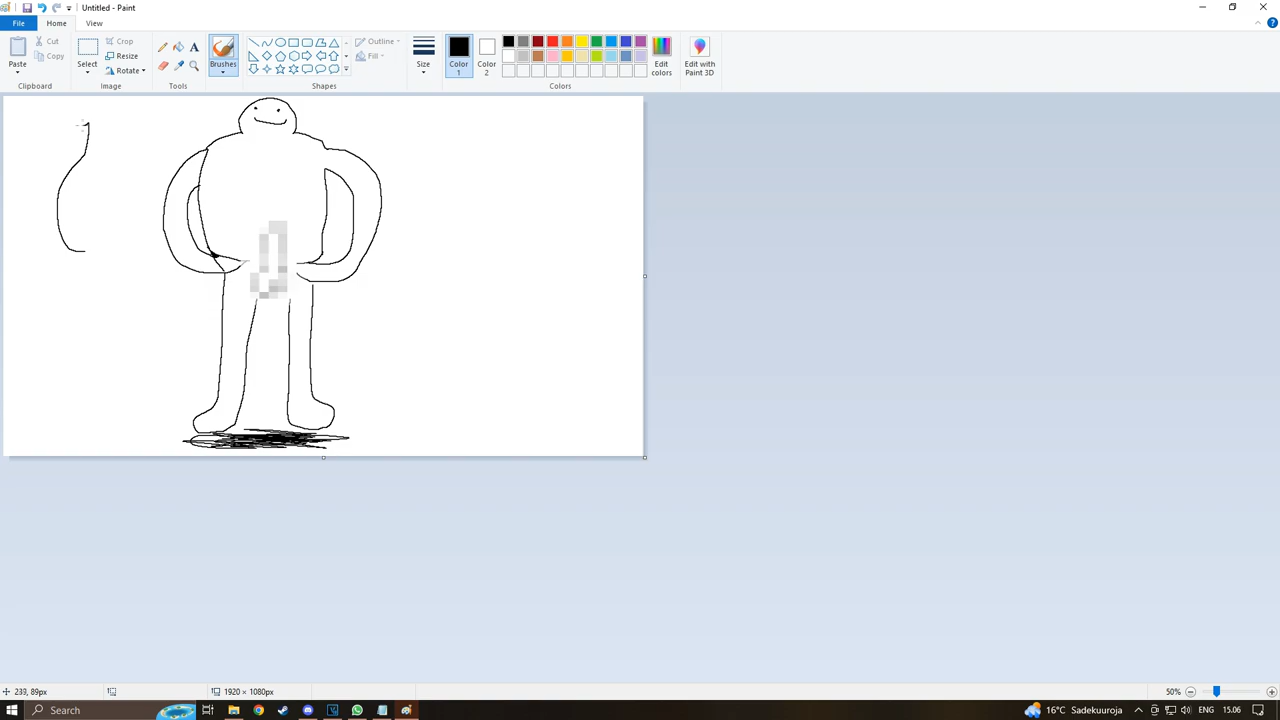 Untitled - Paint
File Home View
Paste Cut Copy Clipboard
Select Crop Resize Rotate Image
Tools
Brushes
Outline Fill Shapes
Size
Color 1 Color 2 Edit colors Colors
Edit with Paint 3D
239, 89px 1920 × 1080px 50%
Search 16°C Sadekuuroja ENG 15.06